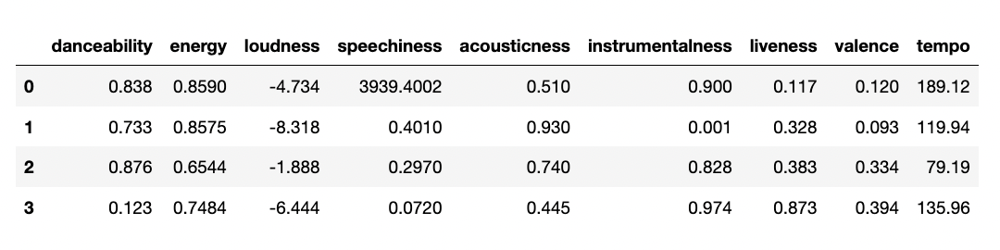 danceability energy loudness speechiness acousticness instrumentalness liveness valence tempo
0 0.838 0.8590 -4.734 3939.4002 0.510 0.900 0.117 0.120 189.12
1 0.733 0.8575 -8.318 0.4010 0.930 0.001 0.328 0.093 119.94
2 0.876 0.6544 -1.888 0.2970 0.740 0.828 0.383 0.334 79.19
3 0.123 0.7484 -6.444 0.0720 0.445 0.974 0.873 0.394 135.96